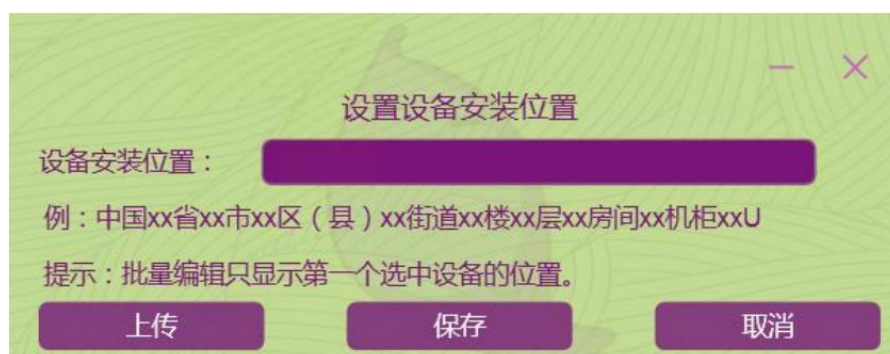 设置设备安装位置
设备安装位置：
例：中国xx省xx市xx区（县）xx街道xx楼xx层xx房间xx机柜xxU
提示：批量编辑只显示第一个选中设备的位置。
上传 保存 取消